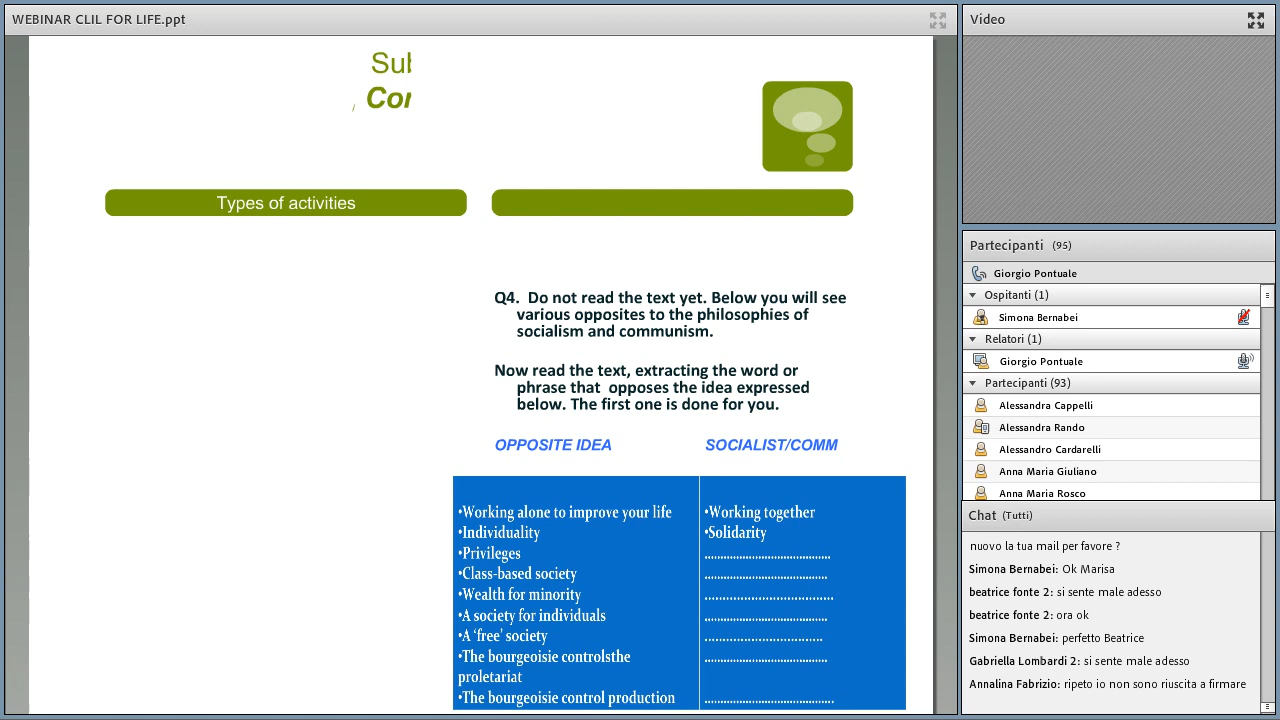 WEBINAR CLIL FOR LIFE.ppt
Types of activities
Q4. Do not read the text yet. Below you will see
various opposites to the philosophies of
socialism and communism.
Now read the text, extracting the word or
phrase that opposes the idea expressed
below. The first one is done for you.
OPPOSITE IDEA
SOCIALIST/COMM
•Working alone to improve your life
•Individuality
•Privileges
•Class-based society
•Wealth for minority
•A society for individuals
•A ‘free’ society
•The bourgeoisie controlsthe
proletariat
•The bourgeoisie control production
•Working together
•Solidarity
Video
Partecipanti (95)
Giorgio Pontuale
Ospitanti (1)
Simona Bernabei
Relatori (1)
Giorgio Pontuale
Partecipanti (93)
Alessandra Cappelli
Alessandra Rando
Alessandro Cardarelli
Anna Maria Giuliano
Anna Maria Rosco
Chat (Tutti)
nuovo la tua mail per favore ?
Simona Bernabei: Ok Marisa
beatrice fonte 2: si sente male adesso
beatrice fonte 2: ora ok
Simona Bernabei: perfetto Beatrice
Gabriella Lombardi 2: si sente male adesso
Annalina Fabrizio: ripeto io non sono riuscita a firmare